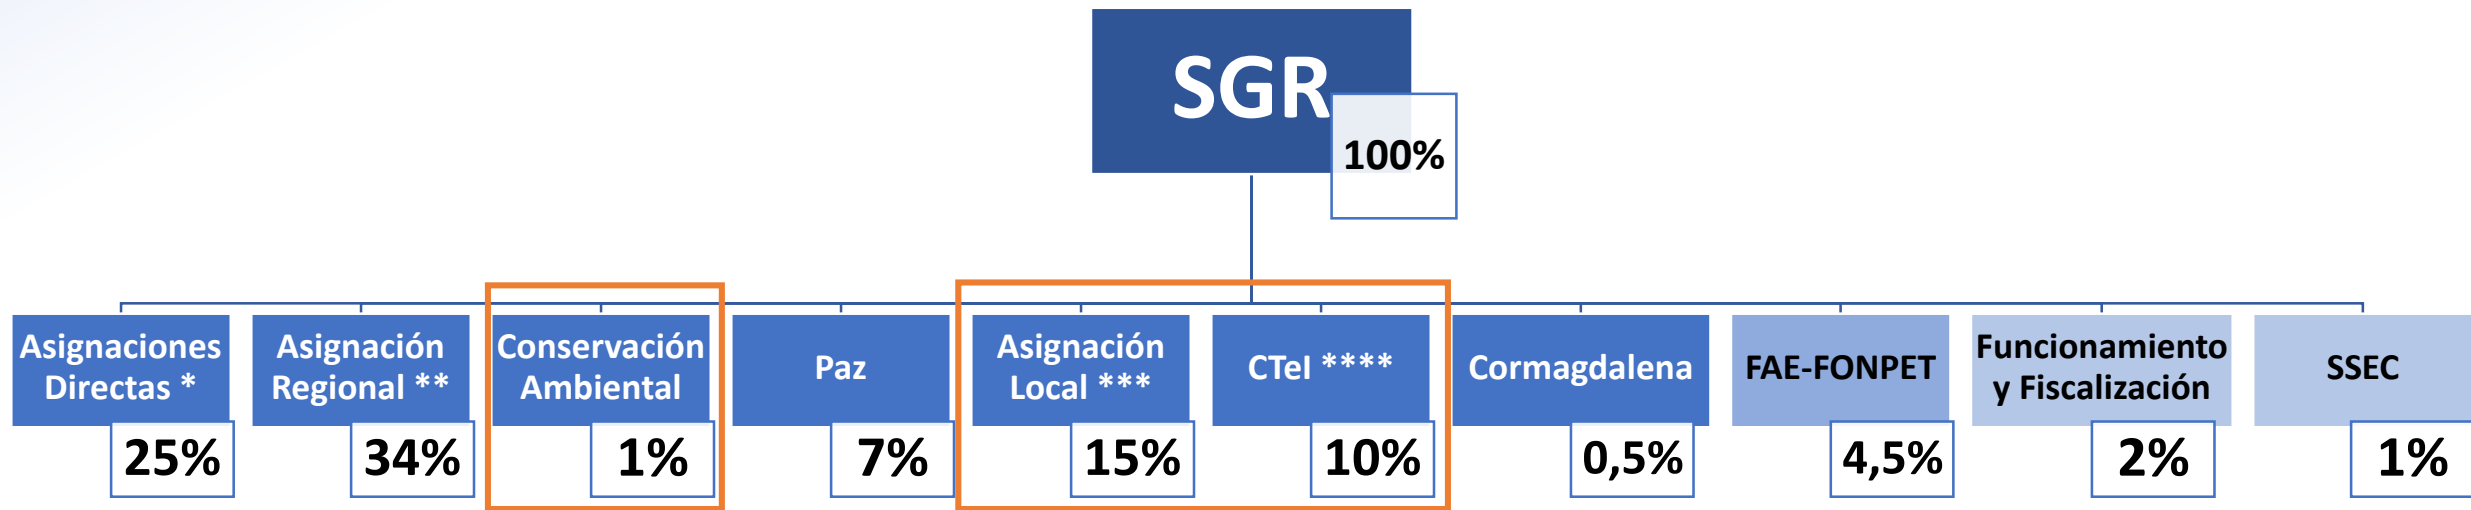 SGR
100%
Asignaciones
Directas *
25%
Asignación
Regional **
34%
Conservación
Ambiental
1%
Paz
7%
Asignación
Local ***
15%
CTeI ****
10%
Cormagdalena
0,5%
FAE-FONPET
4,5%
Funcionamiento
y Fiscalización
2%
SSEC
1%